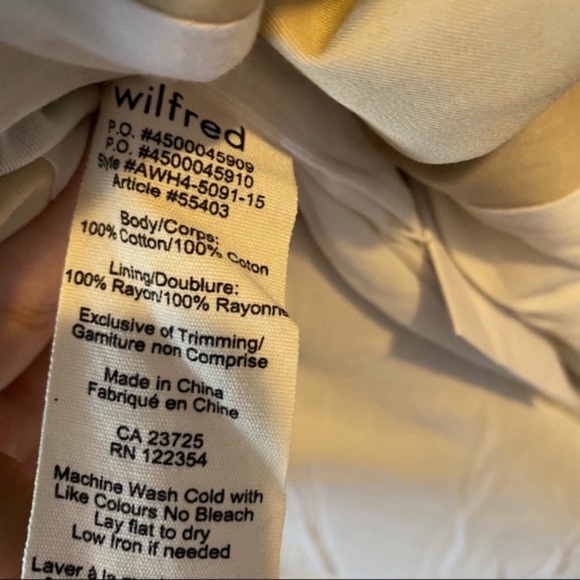 wilfred
P.O. #4500045909
P.O. #4500045910
Style #AWH4-5091-15
Article #55403
Body/Corps:
100% Cotton/100% Coton
Lining/Doublure:
100% Rayon/100% Rayonne
Exclusive of Trimming/
Garniture non Comprise
Made in China
Fabriqué en Chine
CA 23725
RN 122354
Machine Wash Cold with
Like Colours No Bleach
Lay flat to dry
Low Iron if needed
Laver à la